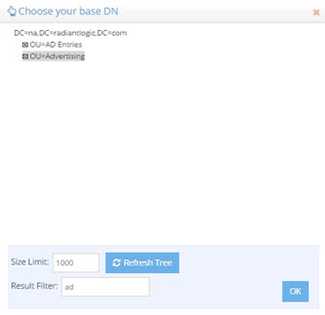 Choose your base DN
DC=na,DC=radiantlogic,DC=com
OU=AD Entries
OU=Advertising
Size Limit: 1000 Refresh Tree
Result Filter: ad
OK